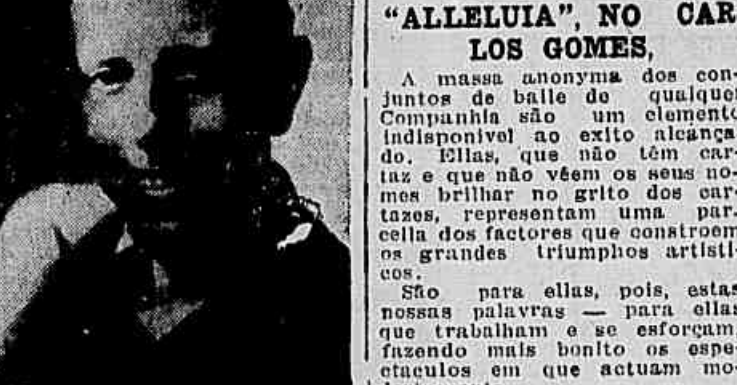 "ALLELUIA", NO CAR-
LOS GOMES,
A massa anonyma dos con-
juntos de baile de qualquer
Companhia são um elemento
indisponivel ao exito alcança-
do. Ellas, que não têm car-
taz e que não vêem os seus no-
mes brilhar no grito dos car-
tazes, representam uma par-
cella dos factores que constroem
os grandes triumphos artisti-
cos.
São para ellas, pois, estas
nossas palavras — para ellas
que trabalham e se esforçam,
fazendo mais bonito os espe-
ctaculos em que actuam mo-